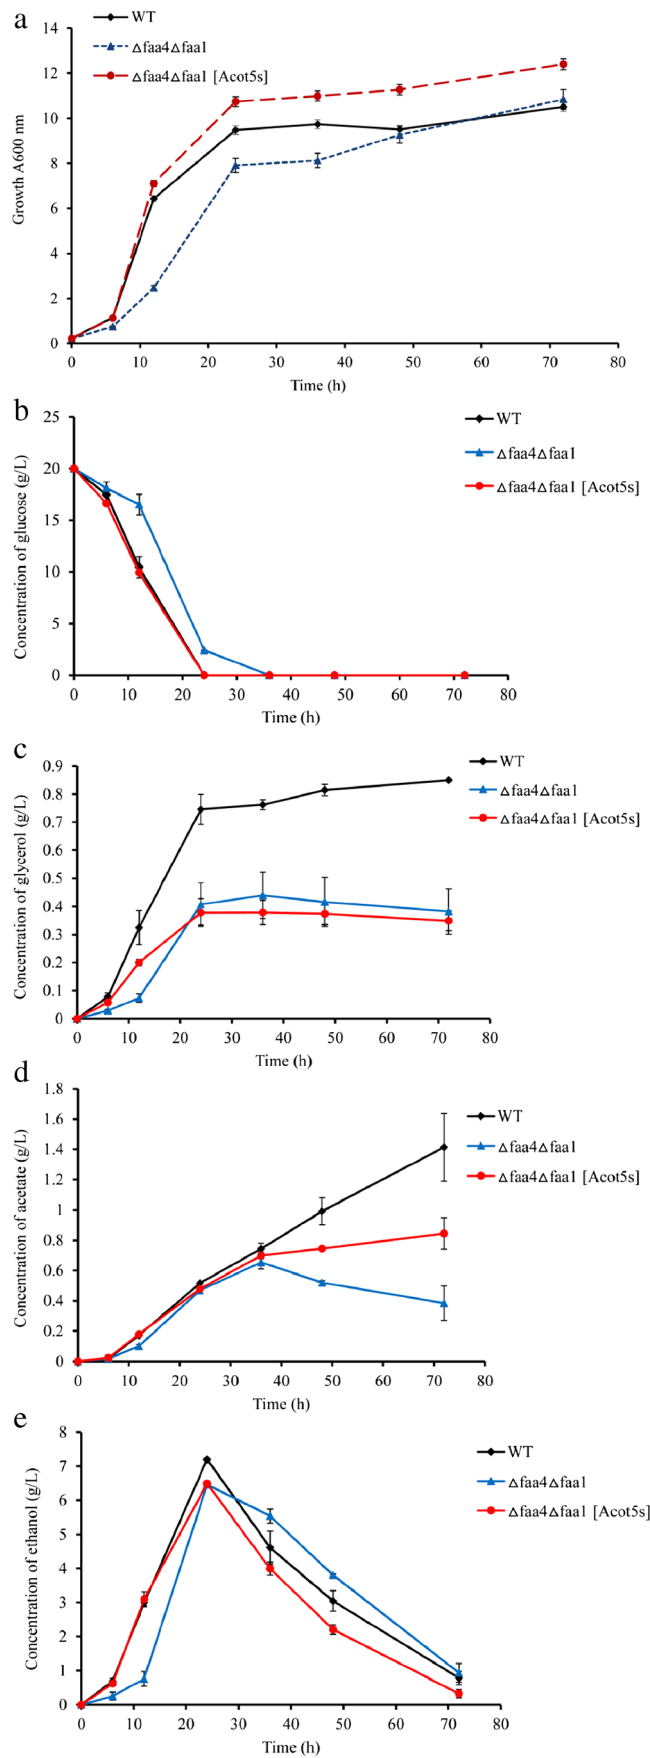 a
WT
Δfaa4Δfaa1
Δfaa4Δfaa1 [Acot5s]
14
12
10
8
6
4
2
0
Growth A600 nm
0 10 20 30 40 50 60 70 80
Time (h)
b
WT
Δfaa4Δfaa1
Δfaa4Δfaa1 [Acot5s]
25
20
15
10
5
0
Concentration of glucose (g/L)
0 10 20 30 40 50 60 70 80
Time (h)
c
WT
Δfaa4Δfaa1
Δfaa4Δfaa1 [Acot5s]
0.9
0.8
0.7
0.6
0.5
0.4
0.3
0.2
0.1
0
Concentration of glycerol (g/L)
0 10 20 30 40 50 60 70 80
Time (h)
d
WT
Δfaa4Δfaa1
Δfaa4Δfaa1 [Acot5s]
1.8
1.6
1.4
1.2
1
0.8
0.6
0.4
0.2
0
Concentration of acetate (g/L)
0 10 20 30 40 50 60 70 80
Time (h)
e
WT
Δfaa4Δfaa1
Δfaa4Δfaa1 [Acot5s]
8
7
6
5
4
3
2
1
0
Concentration of ethanol (g/L)
0 10 20 30 40 50 60 70 80
Time (h)